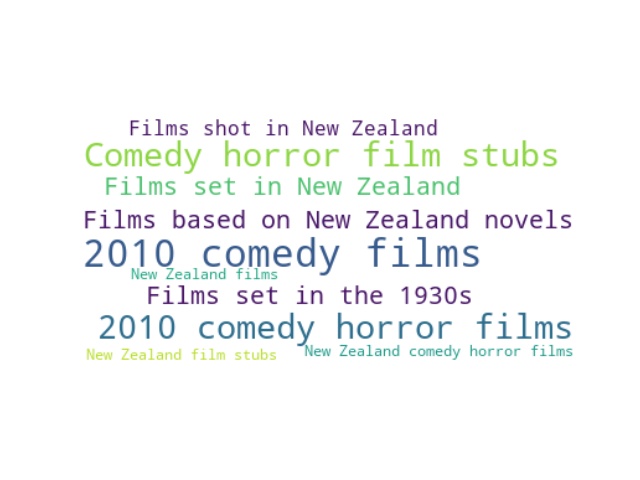 Films shot in New Zealand
Comedy horror film stubs
Films set in New Zealand
Films based on New Zealand novels
2010 comedy films
New Zealand films
Films set in the 1930s
2010 comedy horror films
New Zealand film stubs
New Zealand comedy horror films